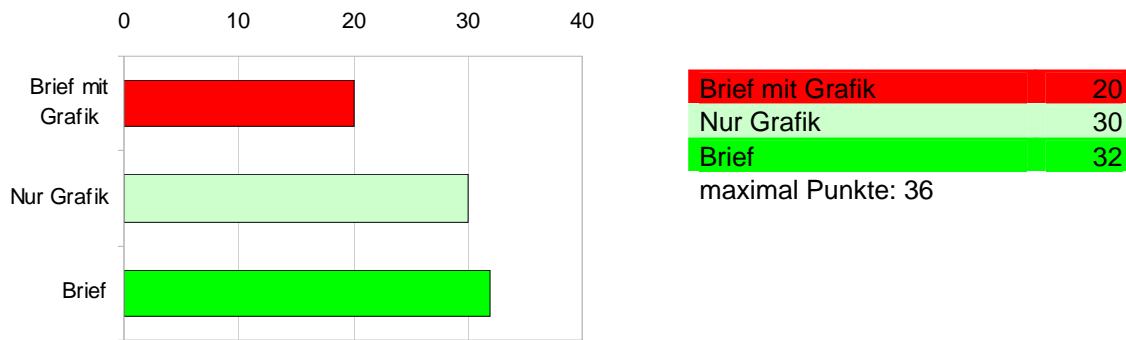 0 10 20 30 40
Brief mit
Grafik
Nur Grafik
Brief
Brief mit Grafik 20
Nur Grafik 30
Brief 32
maximal Punkte: 36